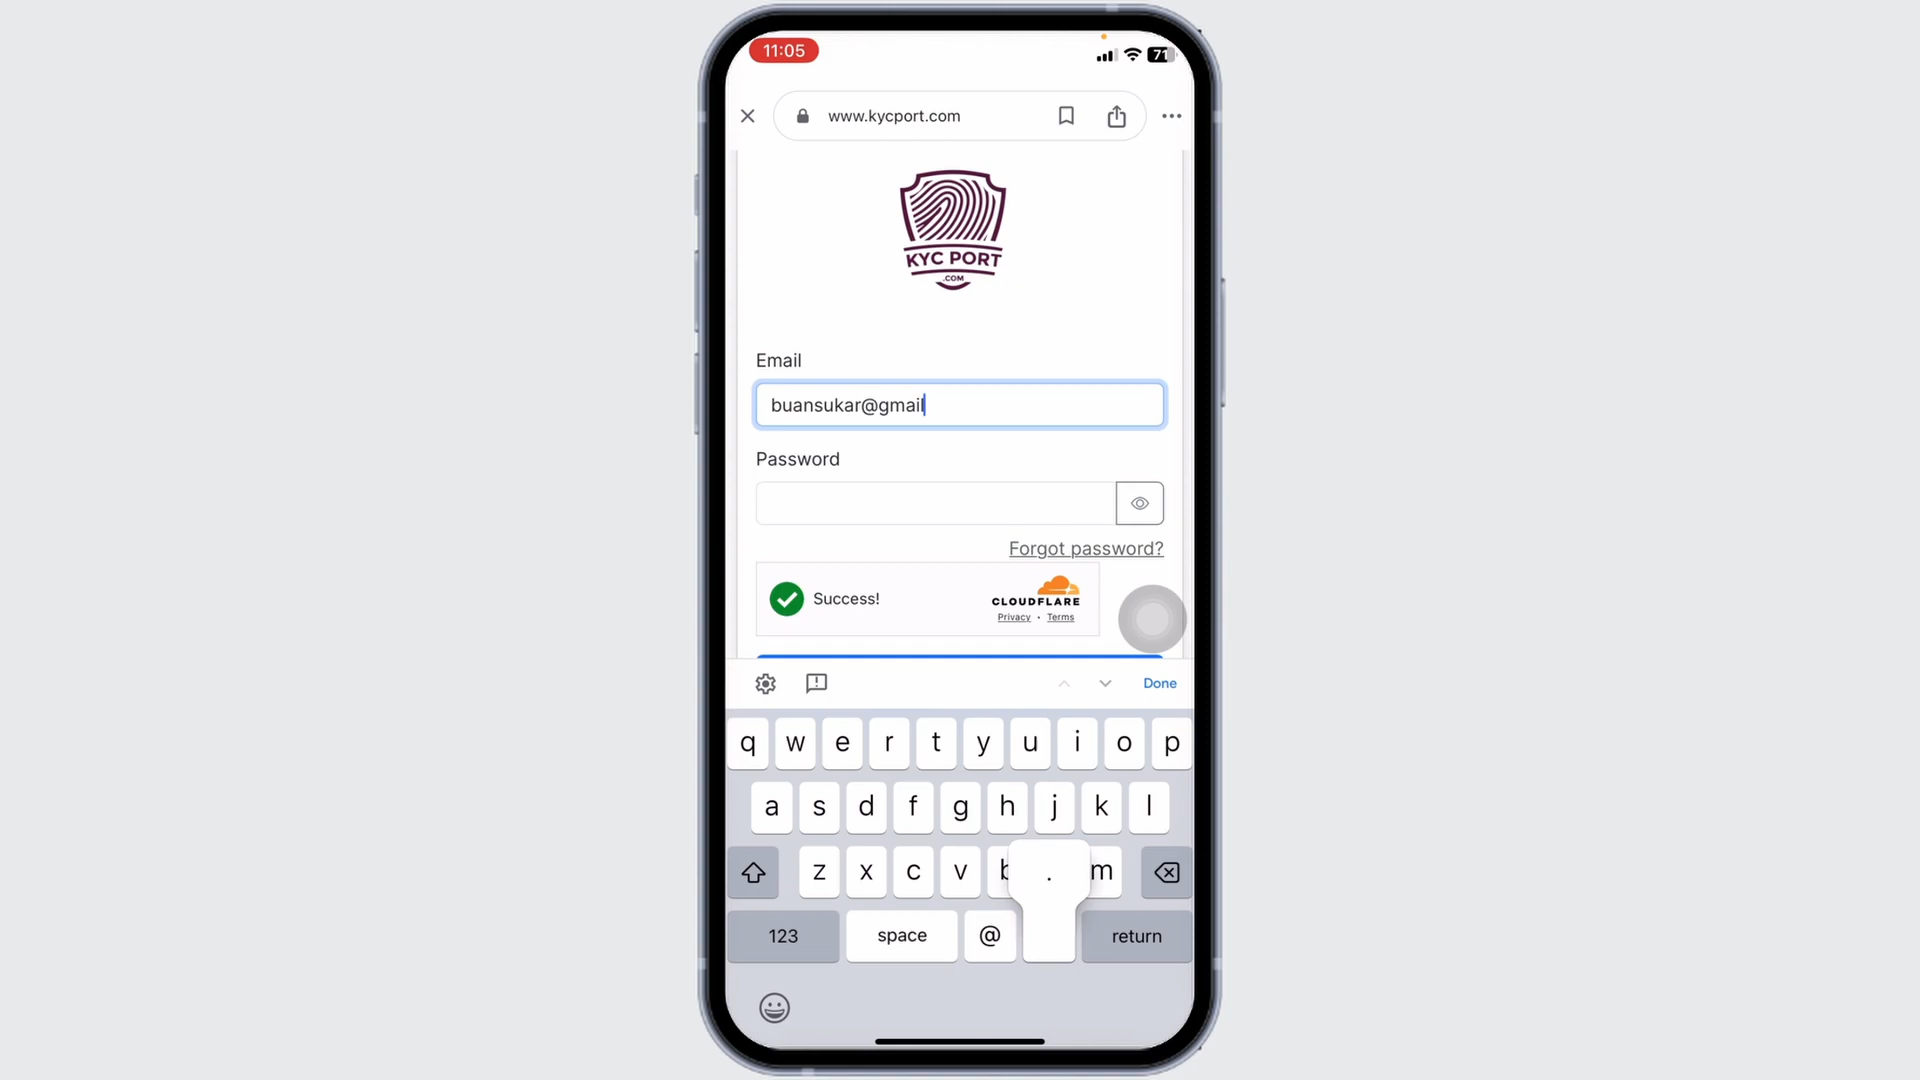 11:05
71
www.kycport.com
KYC PORT
.COM
Email
buansukar@gmail
Password
Forgot password?
Success!
CLOUDFLARE
Privacy • Terms
Done
q w e r t y u i o p
a s d f g h j k l
z x c v b . m
123 space @ return